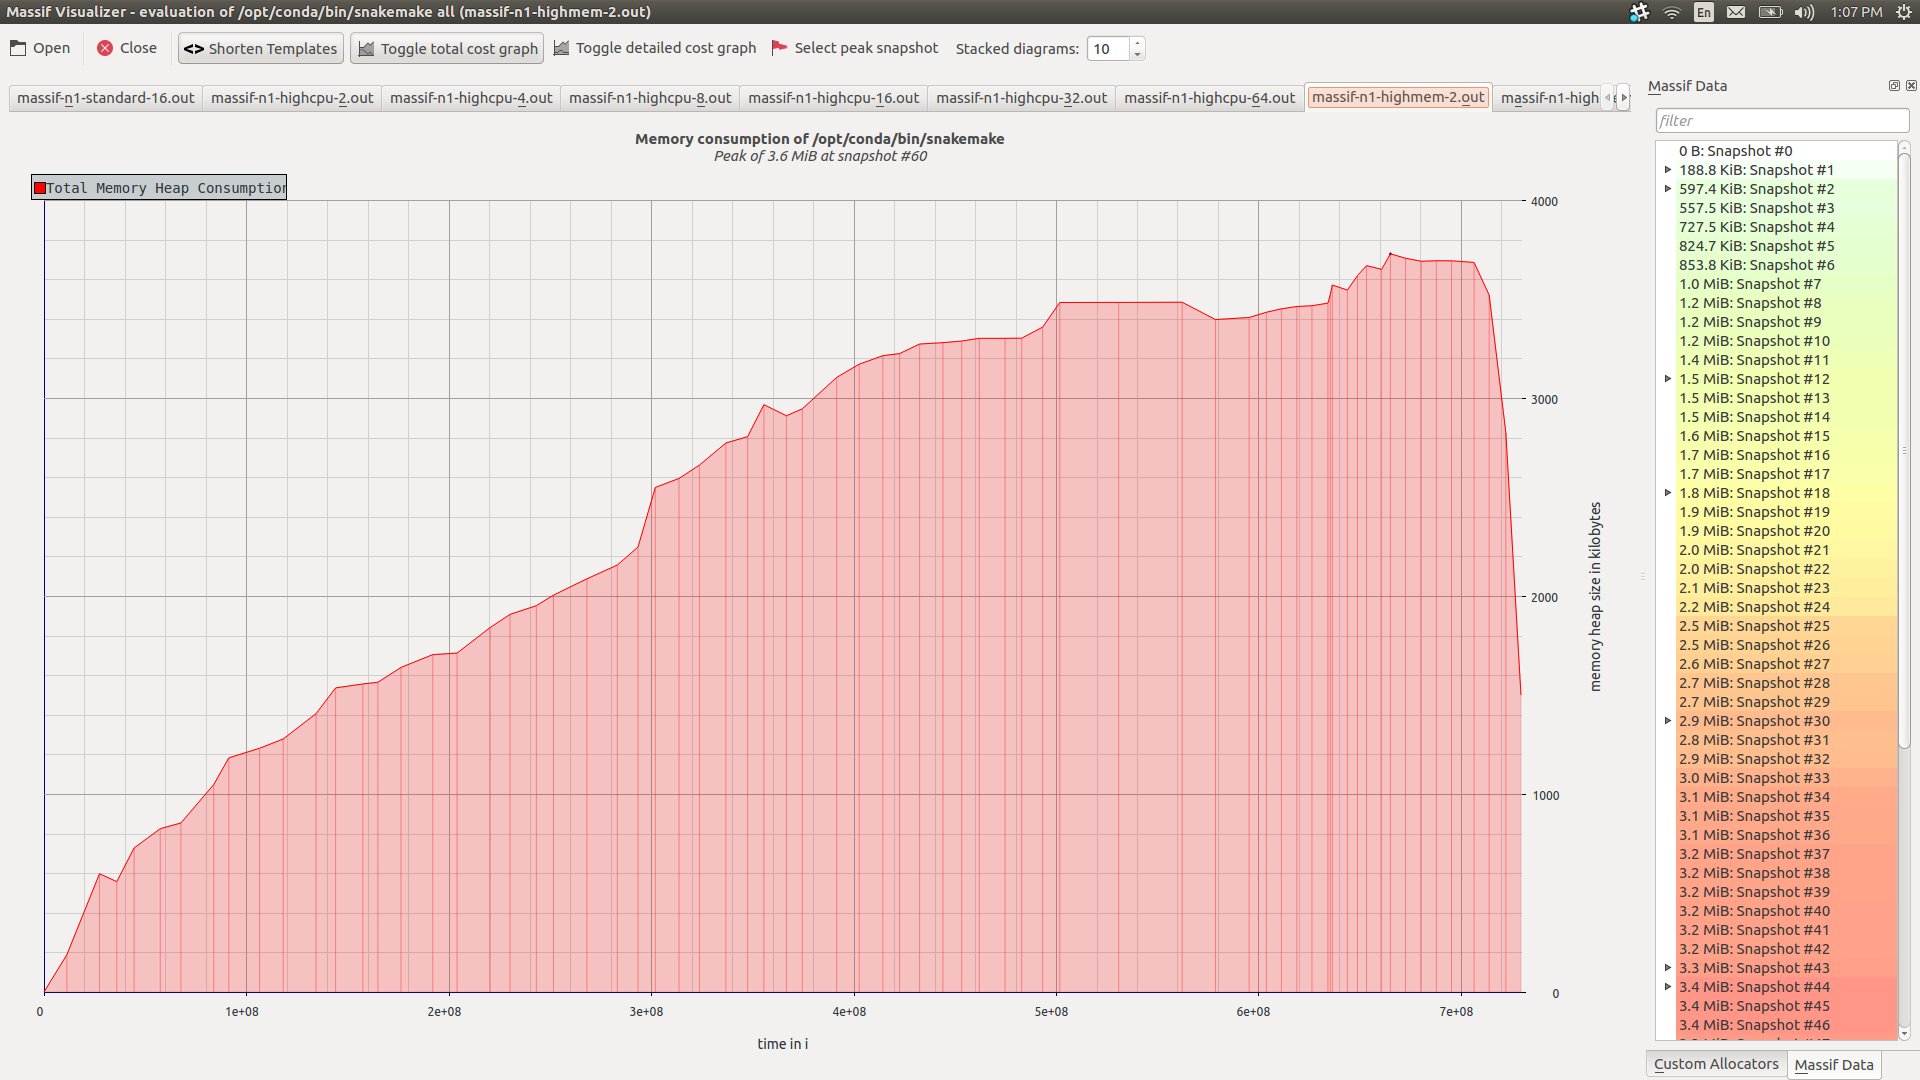 Massif Visualizer - evaluation of /opt/conda/bin/snakemake all (massif-n1-highmem-2.out)
En
1:07 PM
Open
Close
<> Shorten Templates
Toggle total cost graph
Toggle detailed cost graph
Select peak snapshot
Stacked diagrams: 10
massif-n1-standard-16.out
massif-n1-highcpu-2.out
massif-n1-highcpu-4.out
massif-n1-highcpu-8.out
massif-n1-highcpu-16.out
massif-n1-highcpu-32.out
massif-n1-highcpu-64.out
massif-n1-highmem-2.out
massif-n1-high
Memory consumption of /opt/conda/bin/snakemake
Peak of 3.6 MiB at snapshot #60
Total Memory Heap Consumption
4000
3000
2000
1000
0
memory heap size in kilobytes
0
1e+08
2e+08
3e+08
4e+08
5e+08
6e+08
7e+08
time in i
Massif Data
filter
0 B: Snapshot #0
188.8 KiB: Snapshot #1
597.4 KiB: Snapshot #2
557.5 KiB: Snapshot #3
727.5 KiB: Snapshot #4
824.7 KiB: Snapshot #5
853.8 KiB: Snapshot #6
1.0 MiB: Snapshot #7
1.2 MiB: Snapshot #8
1.2 MiB: Snapshot #9
1.2 MiB: Snapshot #10
1.4 MiB: Snapshot #11
1.5 MiB: Snapshot #12
1.5 MiB: Snapshot #13
1.5 MiB: Snapshot #14
1.6 MiB: Snapshot #15
1.7 MiB: Snapshot #16
1.7 MiB: Snapshot #17
1.8 MiB: Snapshot #18
1.9 MiB: Snapshot #19
1.9 MiB: Snapshot #20
2.0 MiB: Snapshot #21
2.0 MiB: Snapshot #22
2.1 MiB: Snapshot #23
2.2 MiB: Snapshot #24
2.5 MiB: Snapshot #25
2.5 MiB: Snapshot #26
2.6 MiB: Snapshot #27
2.7 MiB: Snapshot #28
2.7 MiB: Snapshot #29
2.9 MiB: Snapshot #30
2.8 MiB: Snapshot #31
2.9 MiB: Snapshot #32
3.0 MiB: Snapshot #33
3.1 MiB: Snapshot #34
3.1 MiB: Snapshot #35
3.1 MiB: Snapshot #36
3.2 MiB: Snapshot #37
3.2 MiB: Snapshot #38
3.2 MiB: Snapshot #39
3.2 MiB: Snapshot #40
3.2 MiB: Snapshot #41
3.2 MiB: Snapshot #42
3.3 MiB: Snapshot #43
3.4 MiB: Snapshot #44
3.4 MiB: Snapshot #45
3.4 MiB: Snapshot #46
Custom Allocators
Massif Data